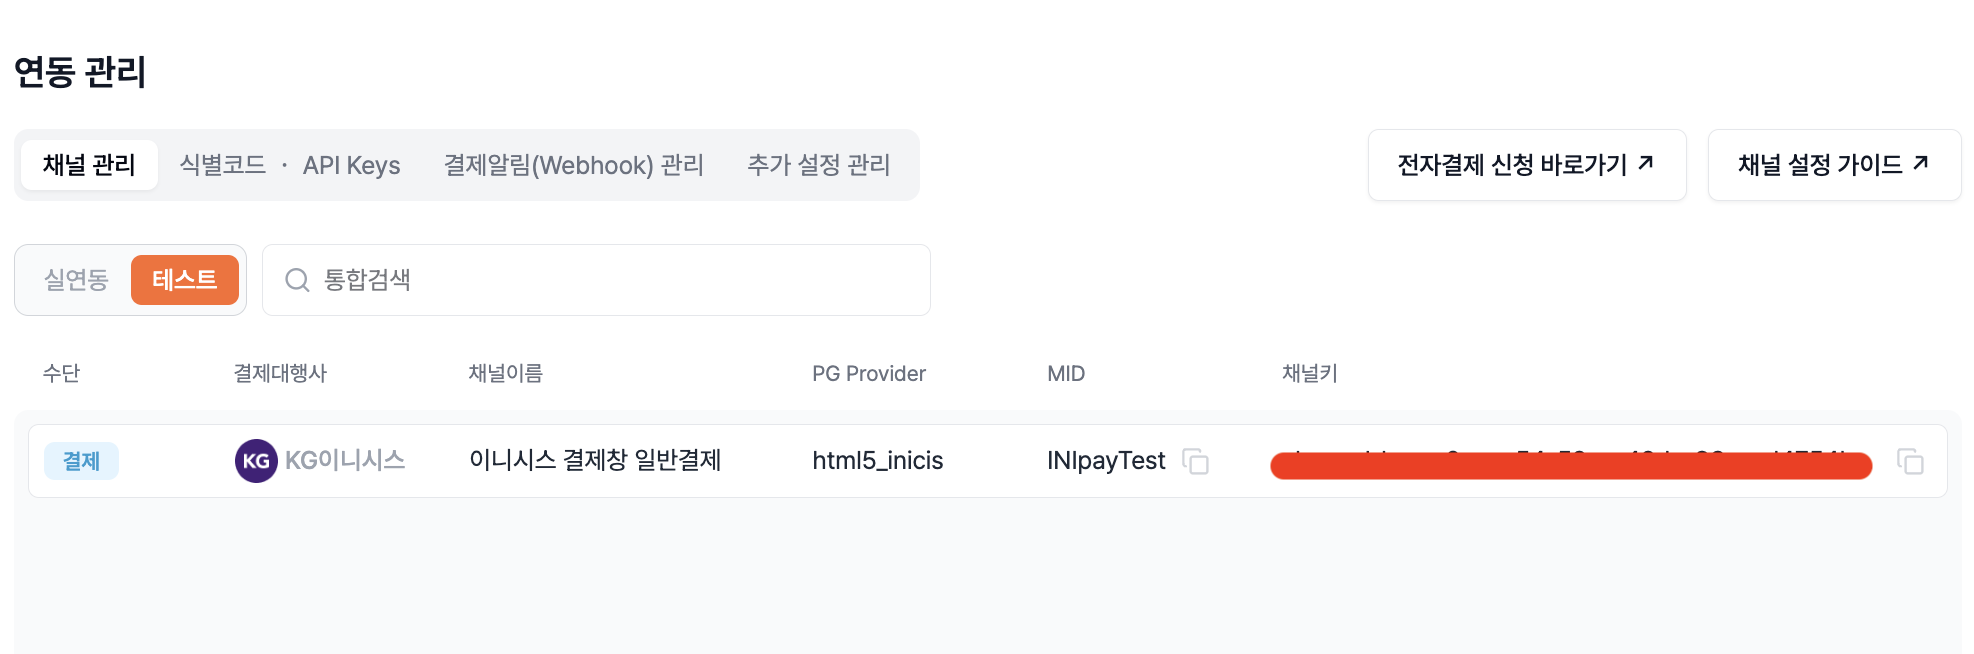 연동 관리
채널 관리 식별코드 · API Keys 결제알림(Webhook) 관리 추가 설정 관리 전자결제 신청 바로가기 ↗ 채널 설정 가이드 ↗
실연동 테스트 통합검색
수단 결제대행사 채널이름 PG Provider MID 채널키
결제 KG KG이니시스 이니시스 결제창 일반결제 html5_inicis INIpayTest